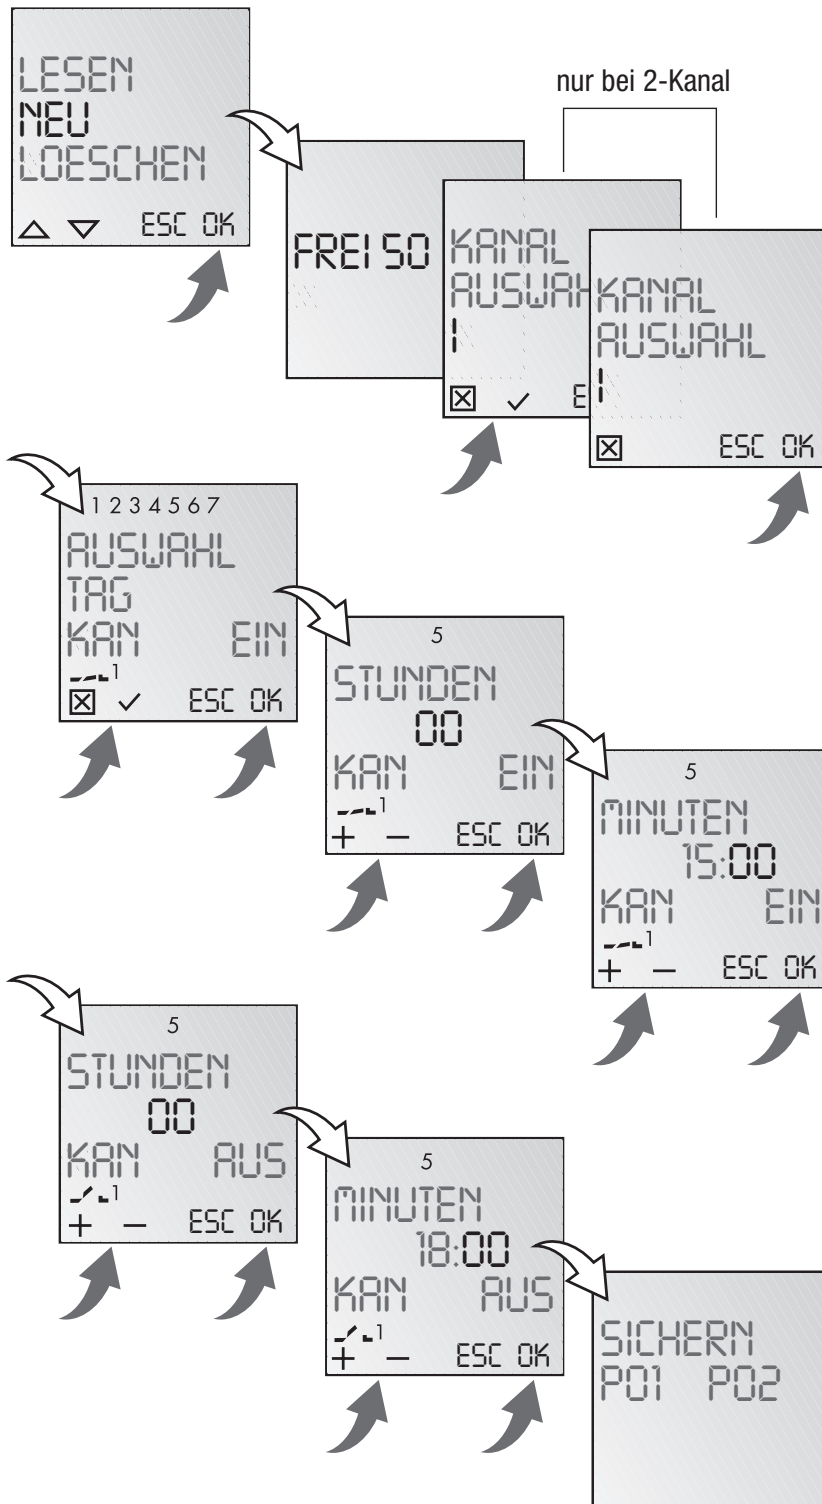 LESEN
NEU
LOESCHEN
ESC OK
nur bei 2-Kanal
FREI 50
KANAL
AUSWAH
1
E
KANAL
AUSWAHL
1
ESC OK
1 2 3 4 5 6 7
AUSWAHL
TAG
KAN EIN
1
ESC OK
5
STUNDEN
00
KAN EIN
1
+ − ESC OK
5
MINUTEN
15:00
KAN EIN
1
+ − ESC OK
5
STUNDEN
00
KAN AUS
1
+ − ESC OK
5
MINUTEN
18:00
KAN AUS
1
+ − ESC OK
SICHERN
P01 P02